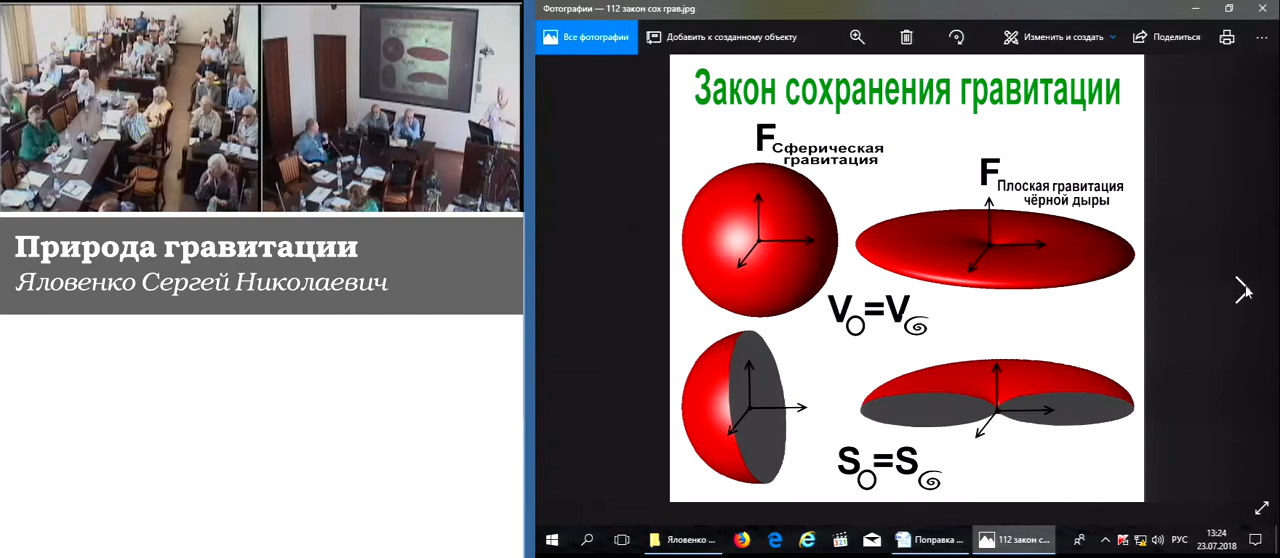 Природа гравитации
Яловенко Сергей Николаевич
Фотографии — 112 закон сох грав.jpg
Все фотографии
Добавить к созданному объекту
Изменить и создать
Поделиться
Закон сохранения гравитации
F Сферическая
гравитация
F Плоская гравитация
чёрной дыры
V = V
S = S
Яловенко ...
Поправка ...
112 закон с...
РУС
13:24
23.07.2018